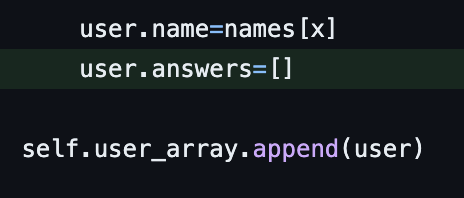 user.name=names[x]
user.answers=[]
self.user_array.append(user)